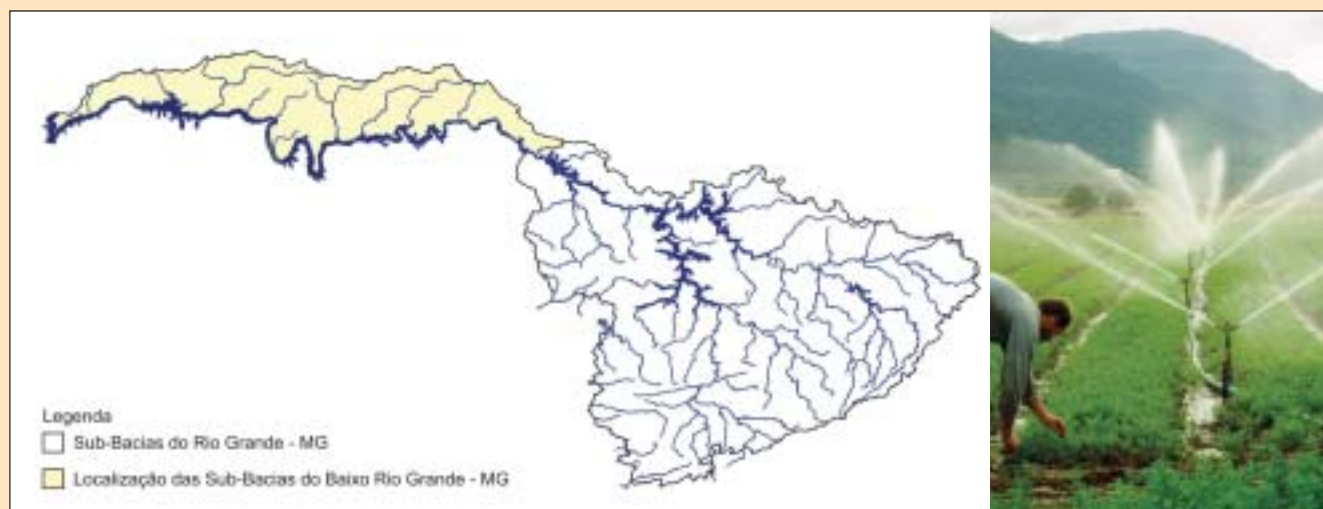 Legenda
Sub-Bacias do Rio Grande - MG
Localização das Sub-Bacias do Baixo Rio Grande - MG